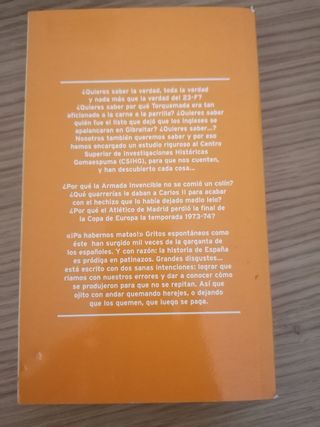 ¿Quieres saber la verdad, toda la verdad
y nada más que la verdad del 23-F?
¿Quieres saber por qué Torquemada era tan
aficionado a la carne a la parrilla? ¿Quieres saber
quién fue el listo que dejó que los ingleses se
apalancaran en Gibraltar? ¿Quieres saber...?
Nosotros también queremos saber y por eso
hemos encargado un estudio riguroso al Centro
Superior de Investigaciones Históricas
Gomaespuma (CSIHG), para que nos cuenten,
y han descubierto cada cosa...
¿Por qué la Armada Invencible no se comió un colín?
¿Qué guarrerías le daban a Carlos II para acabar
con el hechizo que lo había dejado medio lelo?
¿Por qué el Atlético de Madrid perdió la final de
la Copa de Europa la temporada 1973-74?
«¡Pa habernos matao!» Gritos espontáneos como
éste han surgido mil veces de la garganta de
los españoles. Y con razón: la historia de España
es pródiga en patinazos. Grandes disgustos...
está escrito con dos sanas intenciones: lograr que
riamos con nuestros errores y dar a conocer cómo
se produjeron para que no se repitan. Así que
ojito con andar quemando herejes, o dejando
que los quemen, que luego se paga.